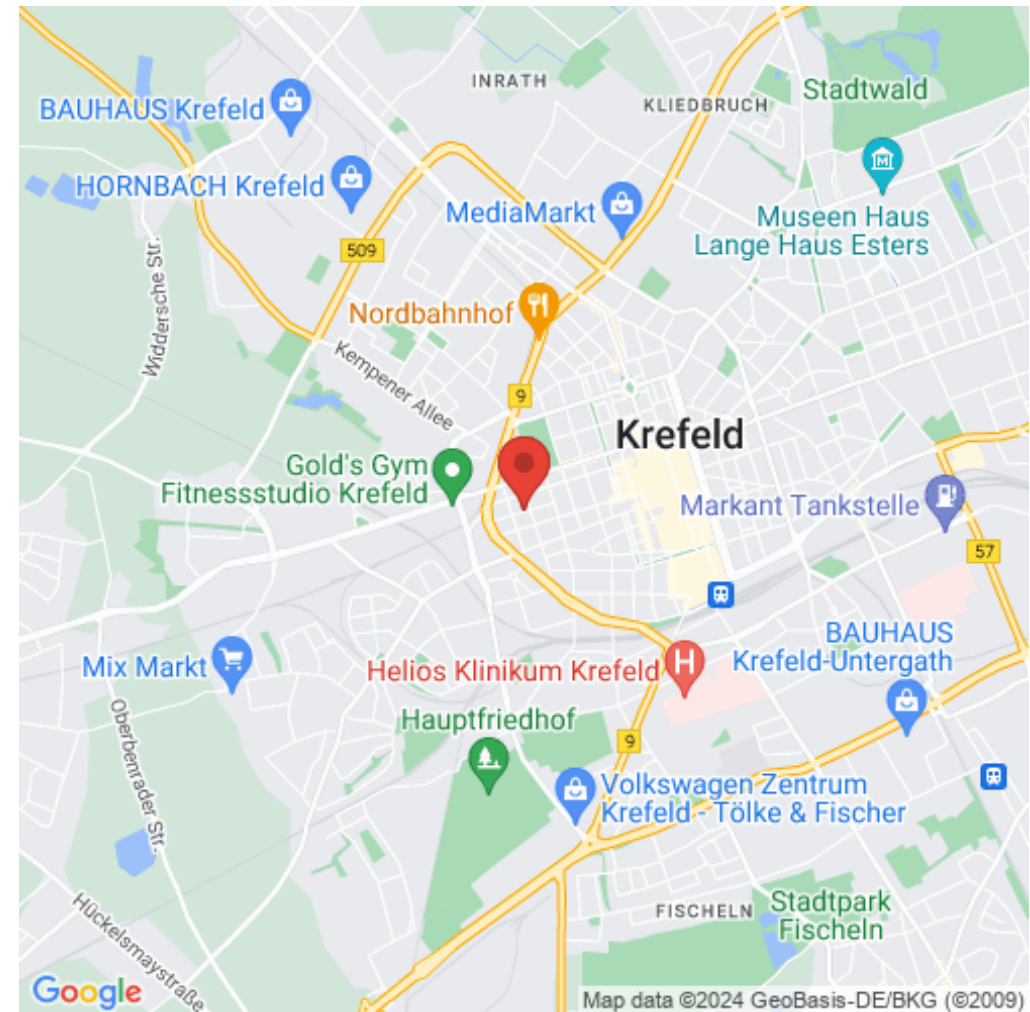 INRATH
Stadtwald
KLIEDBRUCH
BAUHAUS Krefeld
HORNBACH Krefeld
MediaMarkt
Museen Haus
Lange Haus Esters
509
Widdersche Str.
Nordbahnhof
Kempener Allee
9
Krefeld
Gold's Gym
Fitnessstudio Krefeld
Markant Tankstelle
57
BAUHAUS
Krefeld-Untergath
Mix Markt
Helios Klinikum Krefeld
H
Hauptfriedhof
9
Oberbenrader Str.
Volkswagen Zentrum
Krefeld - Tölke & Fischer
FISCHELN
Stadtpark
Fischeln
Hückelsmaystraße
Google
Map data ©2024 GeoBasis-DE/BKG (©2009)